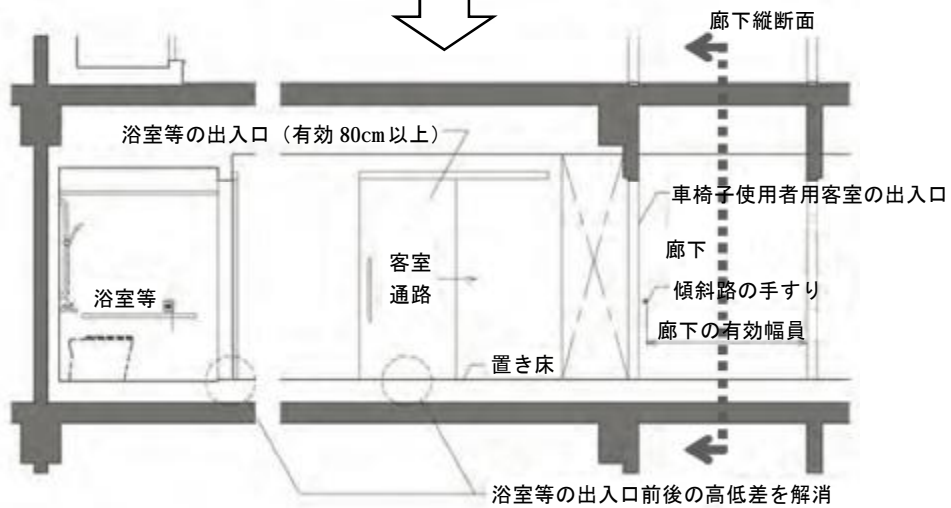 廊下縦断面
浴室等の出入口（有効 80cm 以上）
車椅子使用者用客室の出入口
廊下
客室
通路
浴室等
傾斜路の手すり
廊下の有効幅員
置き床
浴室等の出入口前後の高低差を解消